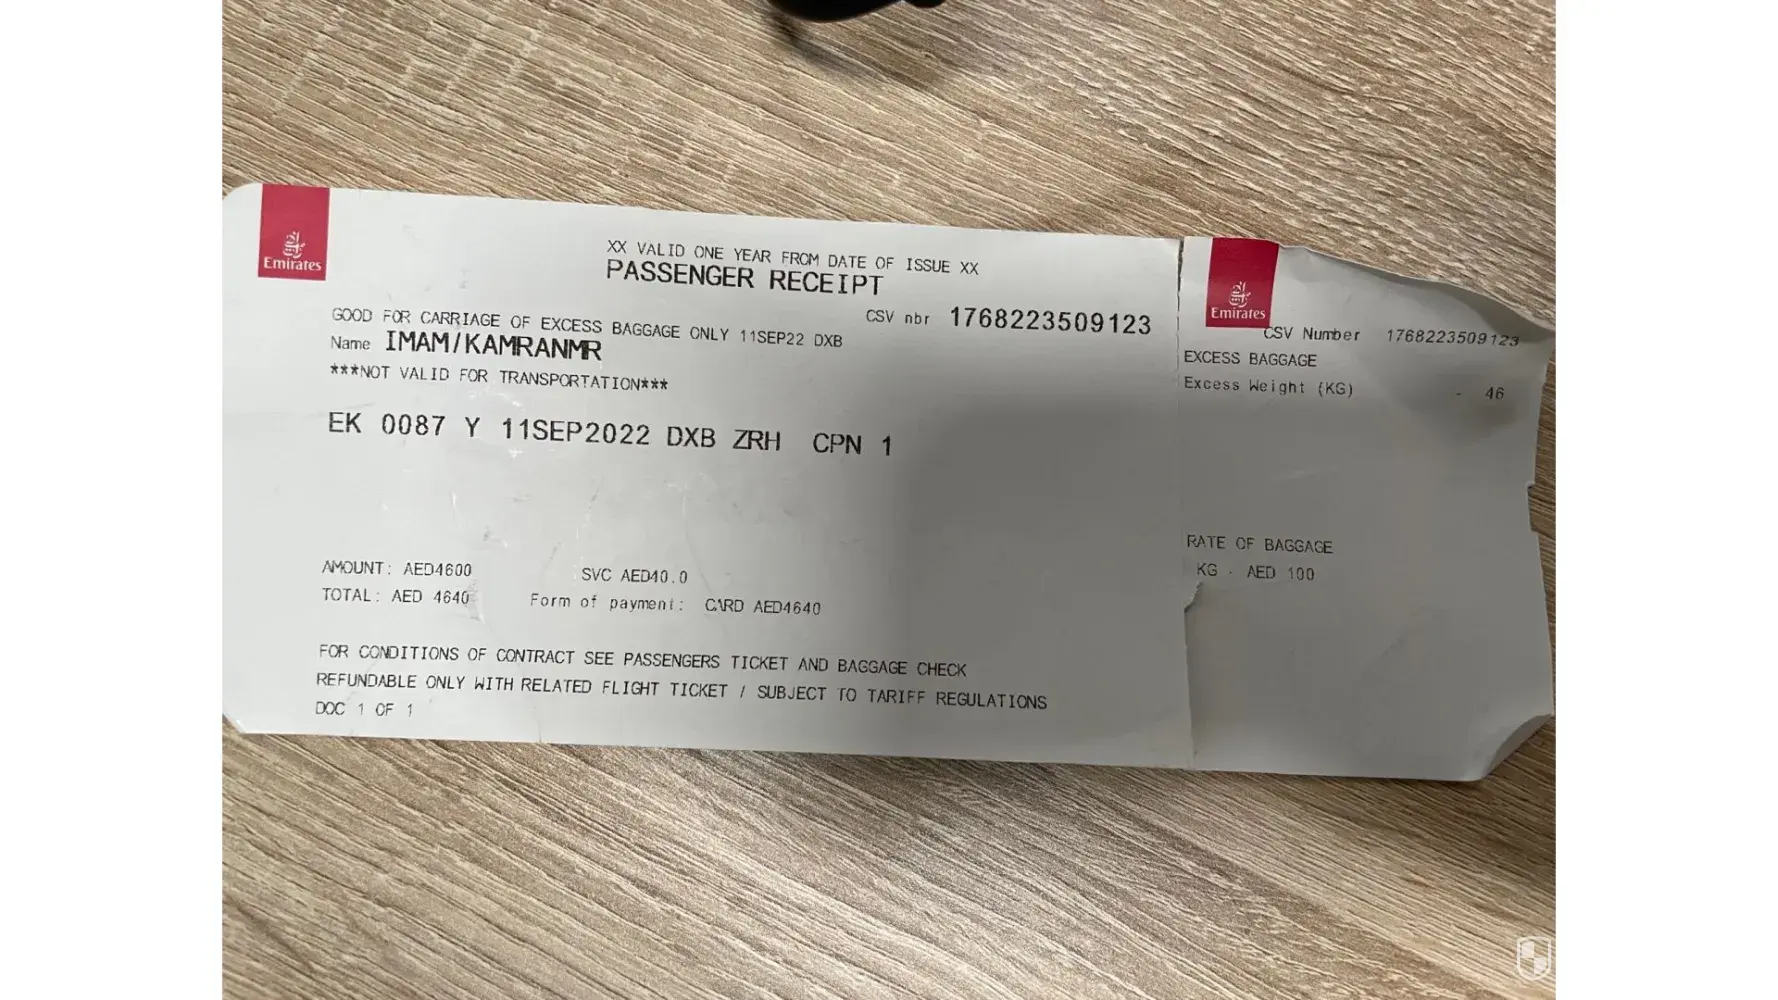 Emirates
XX VALID ONE YEAR FROM DATE OF ISSUE XX
PASSENGER RECEIPT
CSV nbr 1768223509123
GOOD FOR CARRIAGE OF EXCESS BAGGAGE ONLY 11SEP22 DXB
Name IMAM/KAMRANMR
***NOT VALID FOR TRANSPORTATION***
EK 0087 Y 11SEP2022 DXB ZRH CPN 1
AMOUNT: AED4600 SVC AED40.0
TOTAL: AED 4640 Form of payment: CARD AED4640
FOR CONDITIONS OF CONTRACT SEE PASSENGERS TICKET AND BAGGAGE CHECK
REFUNDABLE ONLY WITH RELATED FLIGHT TICKET / SUBJECT TO TARIFF REGULATIONS
DOC 1 OF 1
Emirates
CSV Number 1768223509123
EXCESS BAGGAGE
Excess Weight (KG) - 46
RATE OF BAGGAGE
KG - AED 100